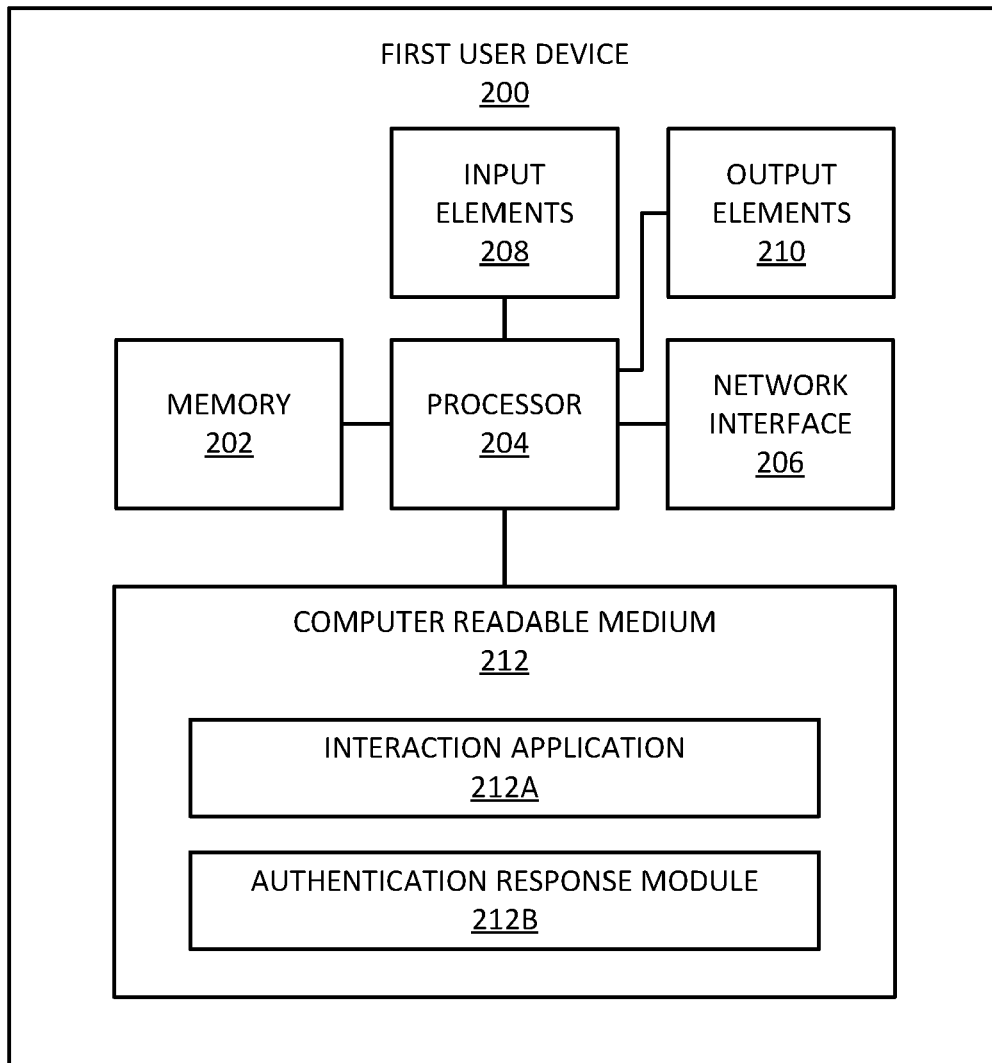 FIRST USER DEVICE
200
INPUT
ELEMENTS
208
OUTPUT
ELEMENTS
210
MEMORY
202
PROCESSOR
204
NETWORK
INTERFACE
206
COMPUTER READABLE MEDIUM
212
INTERACTION APPLICATION
212A
AUTHENTICATION RESPONSE MODULE
212B